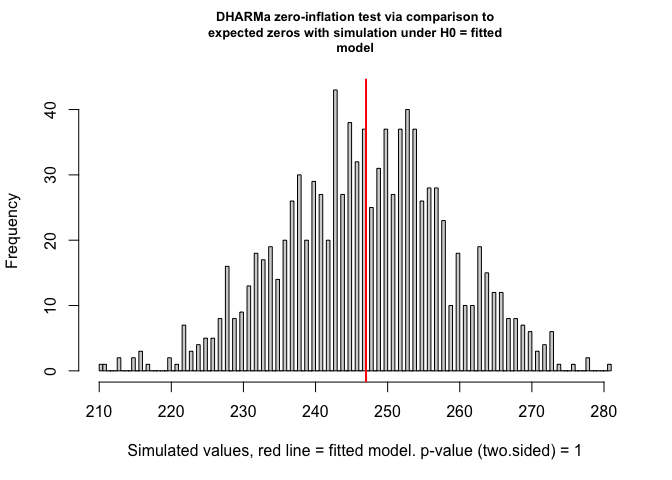 DHARMa zero-inflation test via comparison to
expected zeros with simulation under H0 = fitted
model
Frequency
40
30
20
10
0
210 220 230 240 250 260 270 280
Simulated values, red line = fitted model. p-value (two.sided) = 1